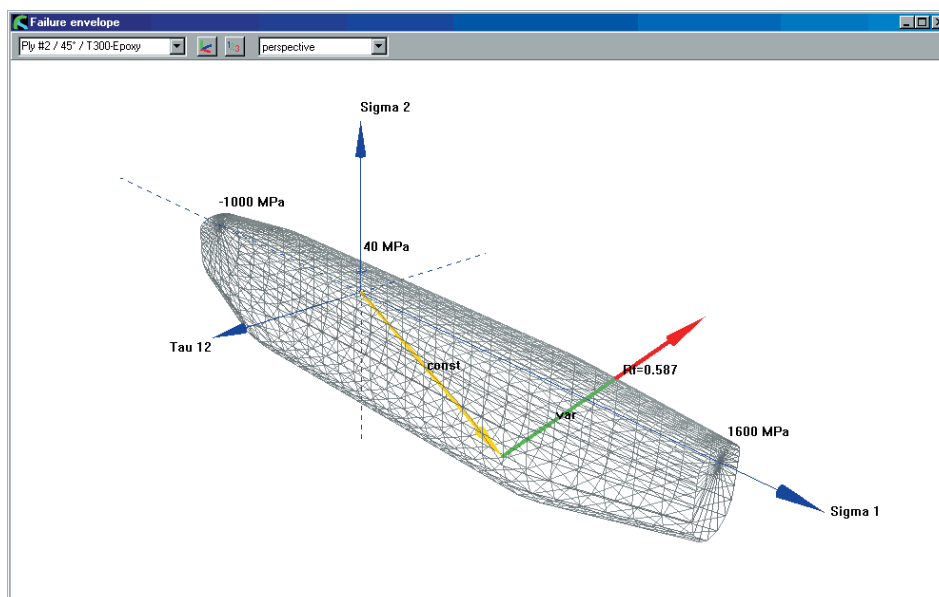 Failure envelope
Ply #2 / 45° / T300-Epoxy
perspective
Sigma 2
-1000 MPa
40 MPa
Tau 12
const
Rf=0.587
var
1600 MPa
Sigma 1